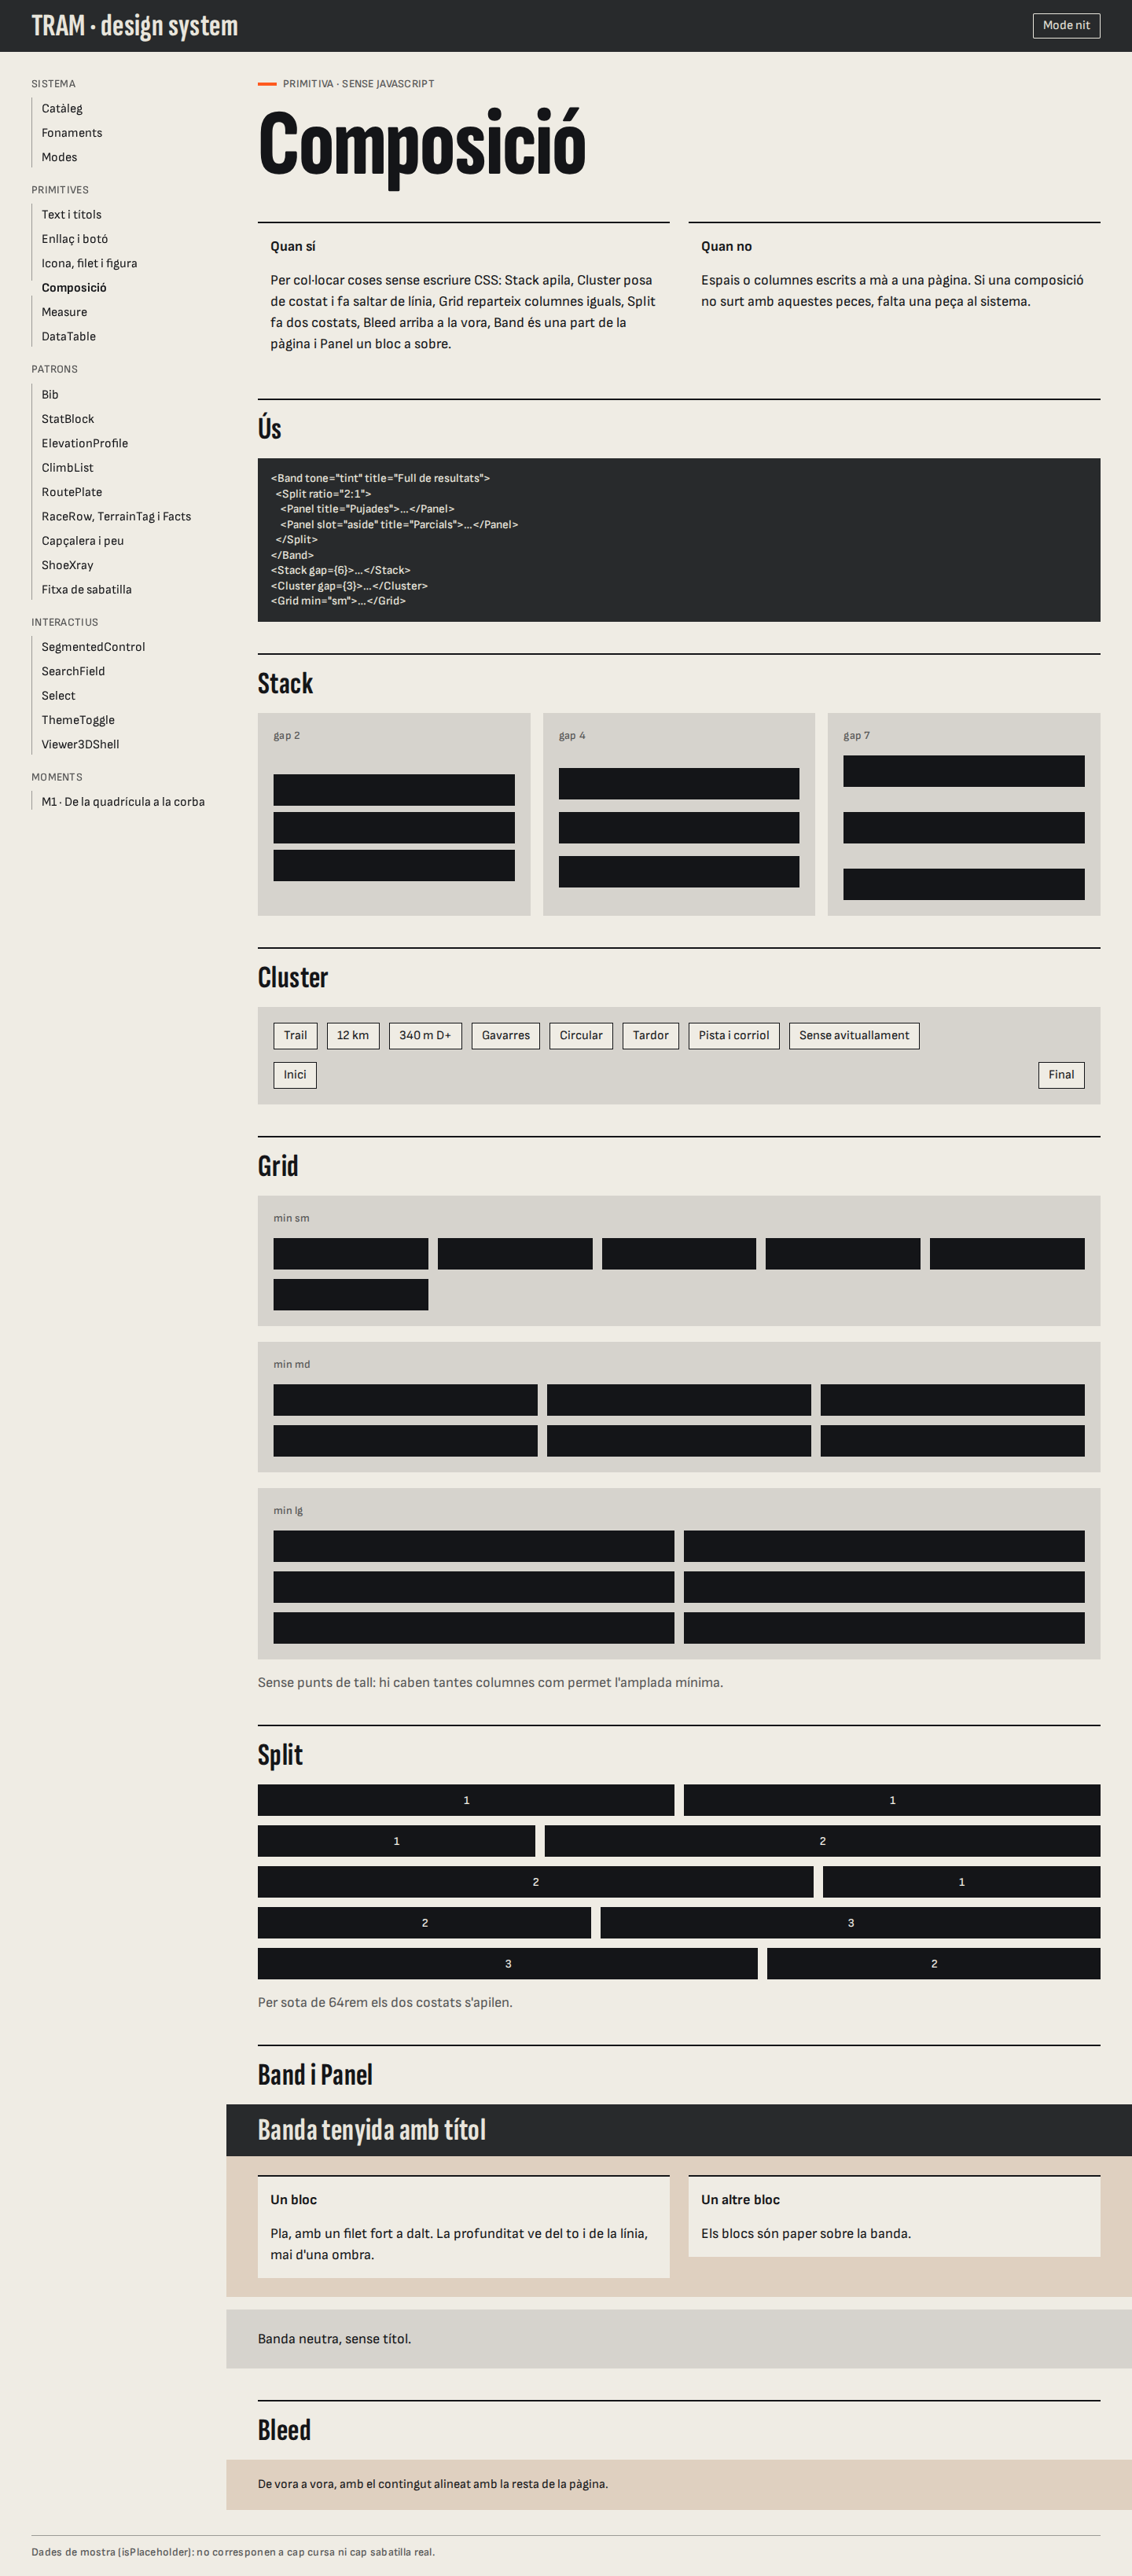 TRAM · design system
Mode nit
SISTEMA
Catàleg
Fonaments
Modes
PRIMITIVES
Text i títols
Enllaç i botó
Icona, filet i figura
Composició
Measure
DataTable
PATRONS
Bib
StatBlock
ElevationProfile
ClimbList
RoutePlate
RaceRow, TerrainTag i Facts
Capçalera i peu
ShoeXray
Fitxa de sabatilla
INTERACTIUS
SegmentedControl
SearchField
Select
ThemeToggle
Viewer3DShell
MOMENTS
M1 · De la quadrícula a la corba
PRIMITIVA · SENSE JAVASCRIPT
Composició
Quan sí
Per col·locar coses sense escriure CSS: Stack apila, Cluster posa
de costat i fa saltar de línia, Grid reparteix columnes iguals, Split
fa dos costats, Bleed arriba a la vora, Band és una part de la
pàgina i Panel un bloc a sobre.
Quan no
Espais o columnes escrits a mà a una pàgina. Si una composició
no surt amb aquestes peces, falta una peça al sistema.
Ús
<Band tone="tint" title="Full de resultats">
<Split ratio="2:1">
<Panel title="Pujades">…</Panel>
<Panel slot="aside" title="Parcials">…</Panel>
</Split>
</Band>
<Stack gap={6}>…</Stack>
<Cluster gap={3}>…</Cluster>
<Grid min="sm">…</Grid>
Stack
gap 2
gap 4
gap 7
Cluster
Trail
12 km
340 m D+
Gavarres
Circular
Tardor
Pista i corriol
Sense avituallament
Inici
Final
Grid
min sm
min md
min lg
Sense punts de tall: hi caben tantes columnes com permet l'amplada mínima.
Split
1 1
1 2
2 1
2 3
3 2
Per sota de 64rem els dos costats s'apilen.
Band i Panel
Banda tenyida amb títol
Un bloc
Pla, amb un filet fort a dalt. La profunditat ve del to i de la línia,
mai d'una ombra.
Un altre bloc
Els blocs són paper sobre la banda.
Banda neutra, sense títol.
Bleed
De vora a vora, amb el contingut alineat amb la resta de la pàgina.
Dades de mostra (isPlaceholder): no corresponen a cap cursa ni cap sabatilla real.